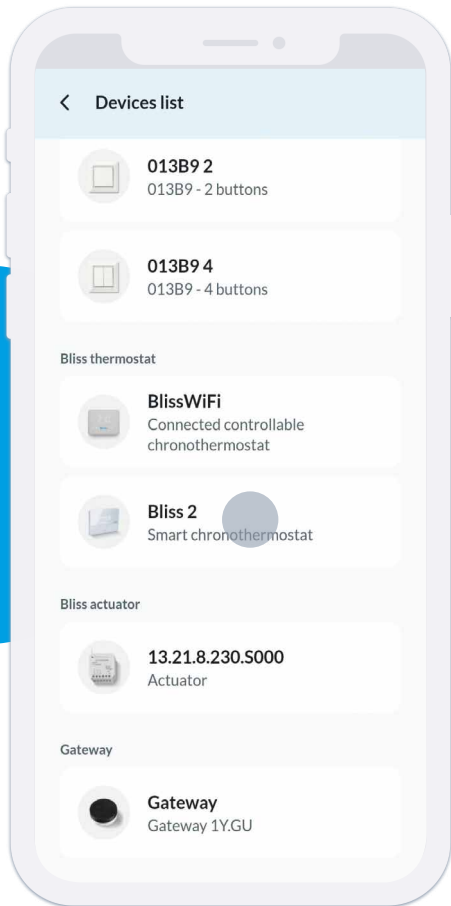 Devices list
013B9 2
013B9 - 2 buttons
013B9 4
013B9 - 4 buttons
Bliss thermostat
BlissWiFi
Connected controllable
chronothermostat
Bliss 2
Smart chronothermostat
Bliss actuator
13.21.8.230.S000
Actuator
Gateway
Gateway
Gateway 1Y.GU